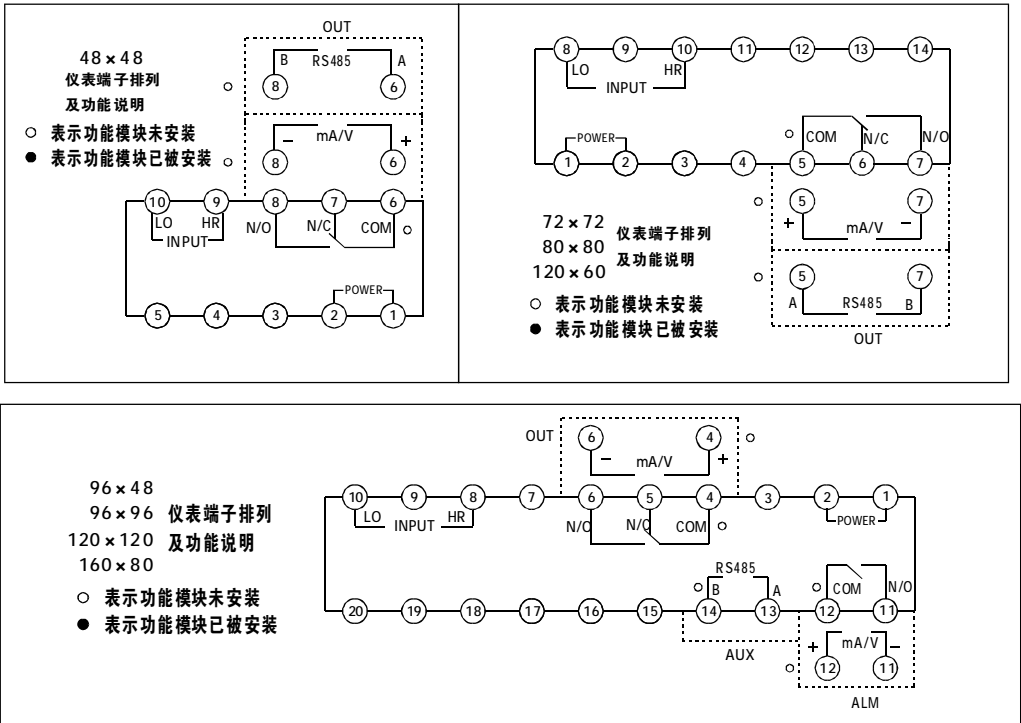 OUT
48×48
仪表端子排列
及功能说明
○ 表示功能模块未安装
● 表示功能模块已被安装
B RS485 A
8 6
− mA/V +
8 6
10 9 8 7 6
LO HR N/O N/C COM
INPUT
POWER
5 4 3 2 1
8 9 10 11 12 13 14
LO HR
INPUT
POWER COM N/C N/O
1 2 3 4 5 6 7
5 7
+ mA/V −
5 7
A RS485 B
OUT
72×72
80×80
120×60
仪表端子排列
及功能说明
○ 表示功能模块未安装
● 表示功能模块已被安装
OUT 6 4
− mA/V +
96×48
96×96
120×120
160×80
仪表端子排列
及功能说明
○ 表示功能模块未安装
● 表示功能模块已被安装
10 9 8 7 6 5 4 3 2 1
LO INPUT HR N/O N/C COM POWER
RS485
B A COM N/O
20 19 18 17 16 15 14 13 12 11
AUX
+ mA/V −
12 11
ALM